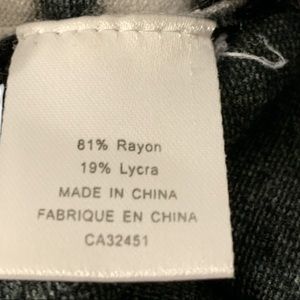 81% Rayon
19% Lycra
MADE IN CHINA
FABRIQUE EN CHINA
CA32451